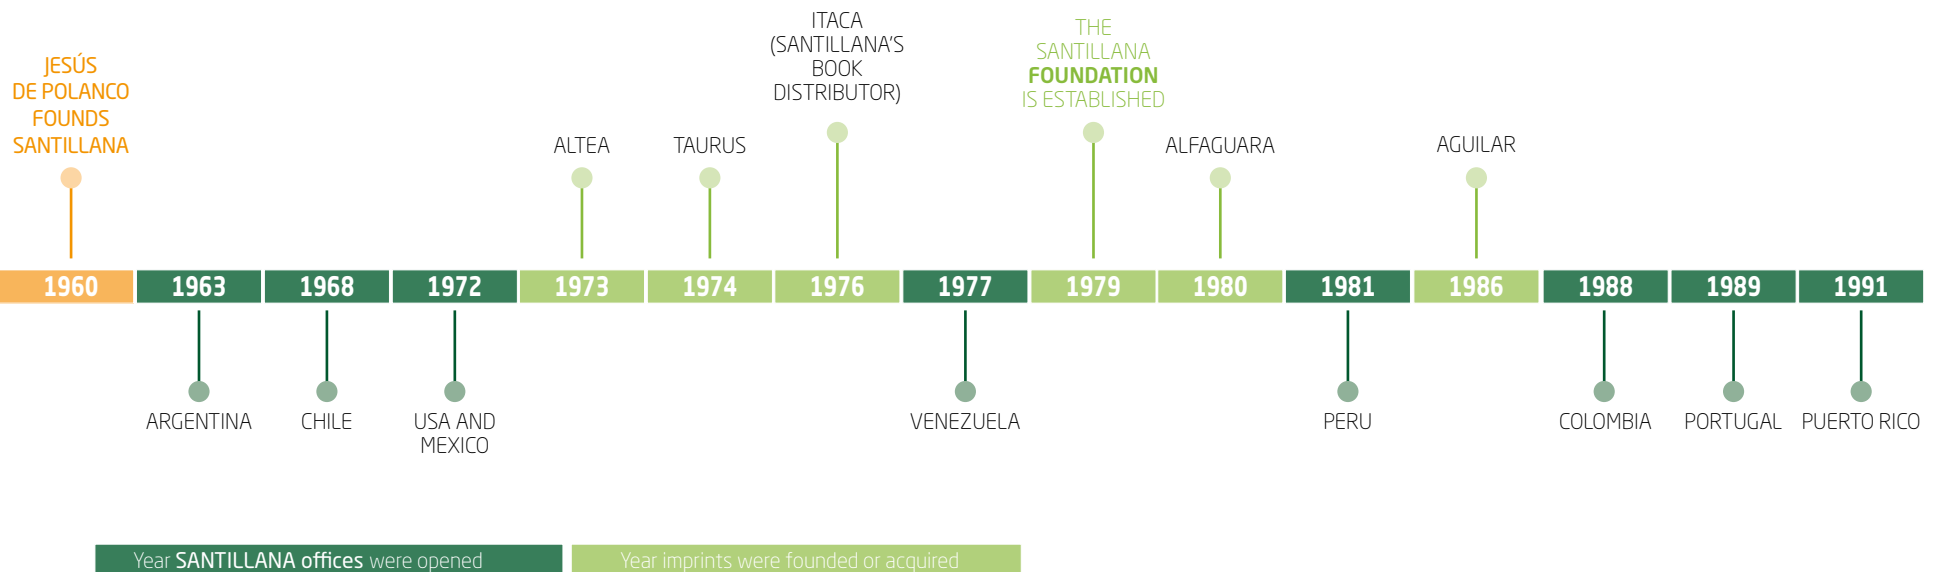 JESÚS
DE POLANCO
FOUNDS
SANTILLANA
ALTEA
TAURUS
ITACA
(SANTILLANA'S
BOOK
DISTRIBUTOR)
THE
SANTILLANA
FOUNDATION
IS ESTABLISHED
ALFAGUARA
AGUILAR
1960 1963 1968 1972 1973 1974 1976 1977 1979 1980 1981 1986 1988 1989 1991
ARGENTINA
CHILE
USA AND
MEXICO
VENEZUELA
PERU
COLOMBIA
PORTUGAL
PUERTO RICO
Year SANTILLANA offices were opened
Year imprints were founded or acquired